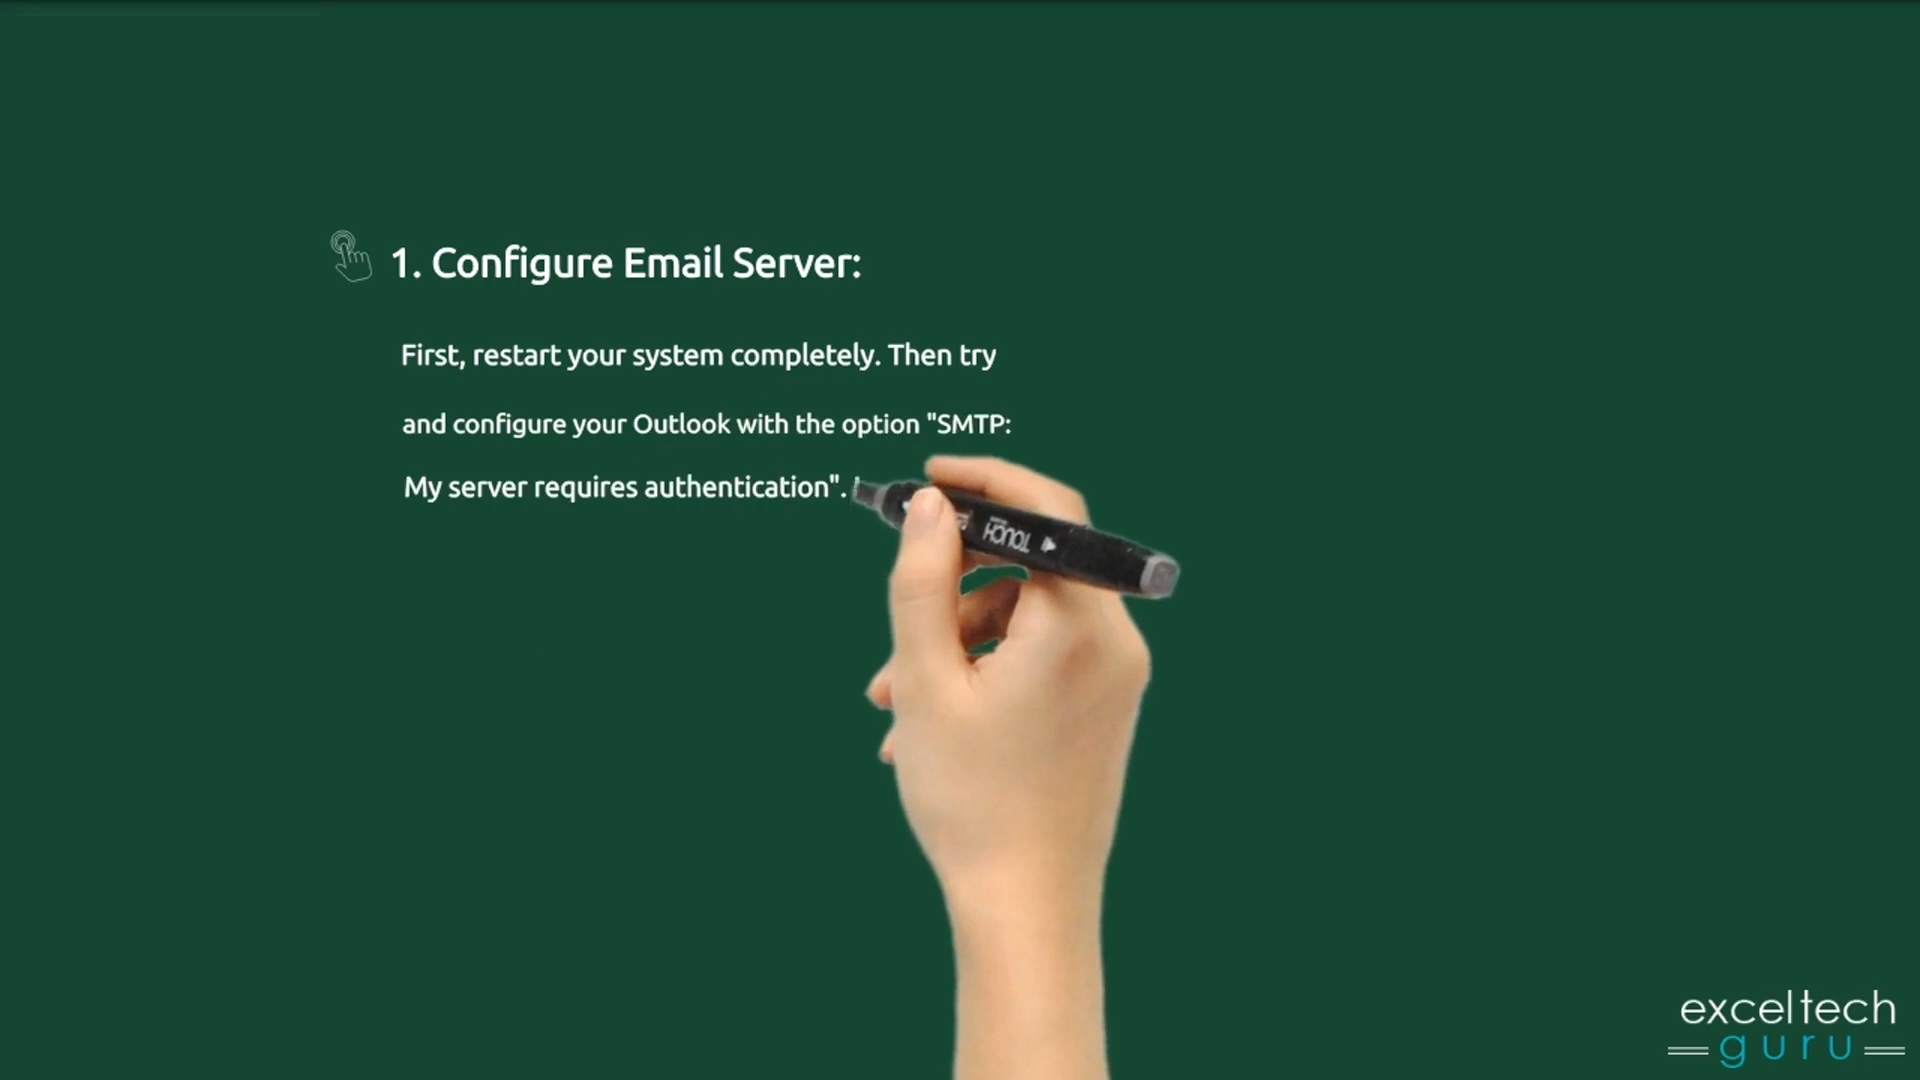 1. Configure Email Server:
First, restart your system completely. Then try
and configure your Outlook with the option "SMTP:
My server requires authentication".
TOUCH
exceltech
guru